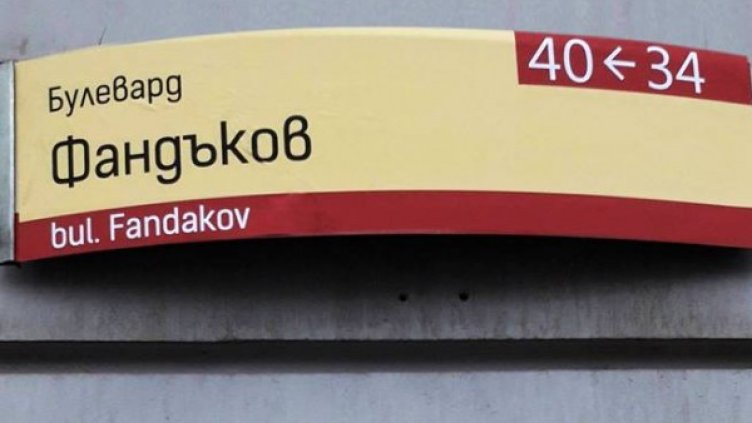 40 ← 34
Булевард
Фандъков
bul. Fandakov